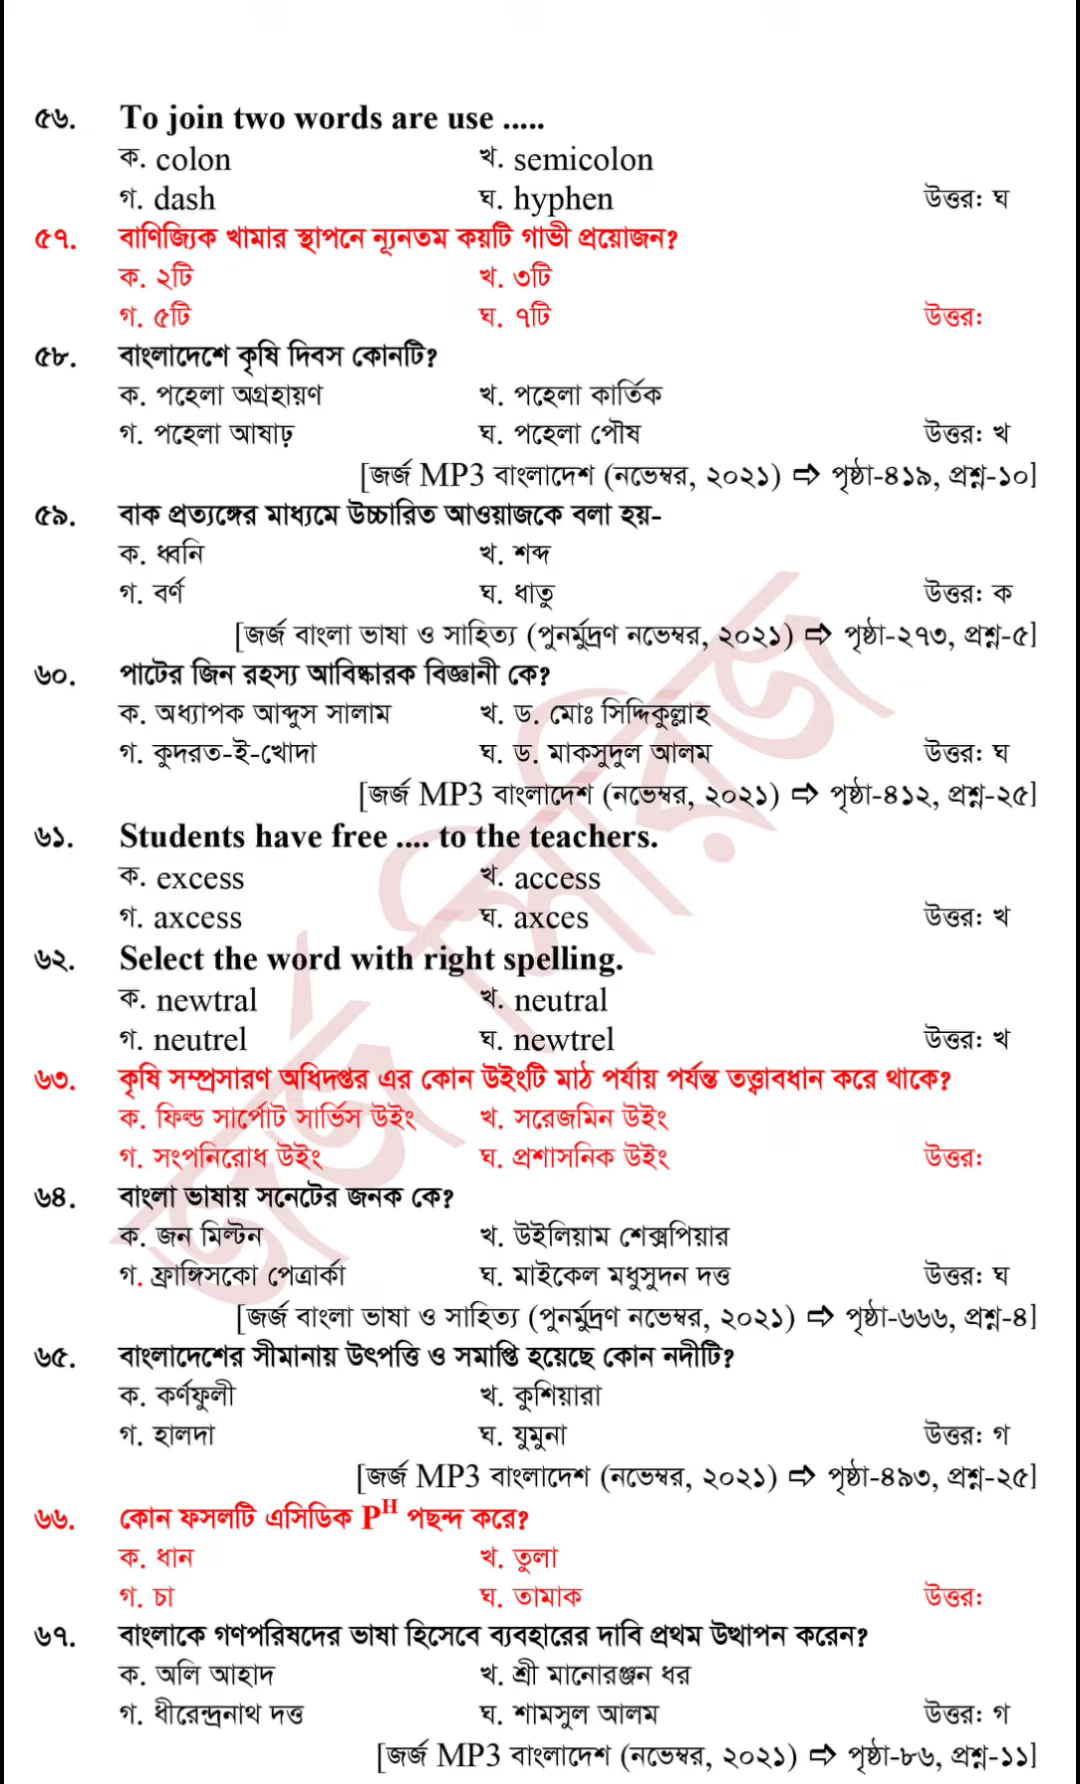 ৫৬. To join two words are use .....
ক. colon খ. semicolon
গ. dash ঘ. hyphen উত্তর: ঘ
৫৭. বাণিজ্যিক খামার স্থাপনে ন্যূনতম কয়টি গাভী প্রয়োজন?
ক. ২টি খ. ৩টি
গ. ৫টি ঘ. ৭টি উত্তর:
৫৮. বাংলাদেশে কৃষি দিবস কোনটি?
ক. পহেলা অগ্রহায়ণ খ. পহেলা কার্তিক
গ. পহেলা আষাঢ় ঘ. পহেলা পৌষ উত্তর: খ
[জর্জ MP3 বাংলাদেশ (নভেম্বর, ২০২১) ⇨ পৃষ্ঠা-৪১৯, প্রশ্ন-১০]
৫৯. বাক প্রত্যঙ্গের মাধ্যমে উচ্চারিত আওয়াজকে বলা হয়-
ক. ধ্বনি খ. শব্দ
গ. বর্ণ ঘ. ধাতু উত্তর: ক
[জর্জ বাংলা ভাষা ও সাহিত্য (পুনর্মুদ্রণ নভেম্বর, ২০২১) ⇨ পৃষ্ঠা-২৭৩, প্রশ্ন-৫]
৬০. পাটের জিন রহস্য আবিষ্কারক বিজ্ঞানী কে?
ক. অধ্যাপক আব্দুস সালাম খ. ড. মোঃ সিদ্দিকুল্লাহ
গ. কুদরত-ই-খোদা ঘ. ড. মাকসুদুল আলম উত্তর: ঘ
[জর্জ MP3 বাংলাদেশ (নভেম্বর, ২০২১) ⇨ পৃষ্ঠা-৪১২, প্রশ্ন-২৫]
৬১. Students have free .... to the teachers.
ক. excess খ. access
গ. axcess ঘ. axces উত্তর: খ
৬২. Select the word with right spelling.
ক. newtral খ. neutral
গ. neutrel ঘ. newtrel উত্তর: খ
৬৩. কৃষি সম্প্রসারণ অধিদপ্তর এর কোন উইংটি মাঠ পর্যায় পর্যন্ত তত্ত্বাবধান করে থাকে?
ক. ফিল্ড সার্পোট সার্ভিস উইং খ. সরেজমিন উইং
গ. সংপনিরোধ উইং ঘ. প্রশাসনিক উইং উত্তর:
৬৪. বাংলা ভাষায় সনেটের জনক কে?
ক. জন মিল্টন খ. উইলিয়াম শেক্সপিয়ার
গ. ফ্রান্সিসকো পেত্রার্কা ঘ. মাইকেল মধুসুদন দত্ত উত্তর: ঘ
[জর্জ বাংলা ভাষা ও সাহিত্য (পুনর্মুদ্রণ নভেম্বর, ২০২১) ⇨ পৃষ্ঠা-৬৬৬, প্রশ্ন-৪]
৬৫. বাংলাদেশের সীমানায় উৎপত্তি ও সমাপ্তি হয়েছে কোন নদীটি?
ক. কর্ণফুলী খ. কুশিয়ারা
গ. হালদা ঘ. যুমুনা উত্তর: গ
[জর্জ MP3 বাংলাদেশ (নভেম্বর, ২০২১) ⇨ পৃষ্ঠা-৪৯৩, প্রশ্ন-২৫]
৬৬. কোন ফসলটি এসিডিক P^H পছন্দ করে?
ক. ধান খ. তুলা
গ. চা ঘ. তামাক উত্তর:
৬৭. বাংলাকে গণপরিষদের ভাষা হিসেবে ব্যবহারের দাবি প্রথম উত্থাপন করেন?
ক. অলি আহাদ খ. শ্রী মানোরঞ্জন ধর
গ. ধীরেন্দ্রনাথ দত্ত ঘ. শামসুল আলম উত্তর: গ
[জর্জ MP3 বাংলাদেশ (নভেম্বর, ২০২১) ⇨ পৃষ্ঠা-৮৬, প্রশ্ন-১১]
জর্জ সিরিজ